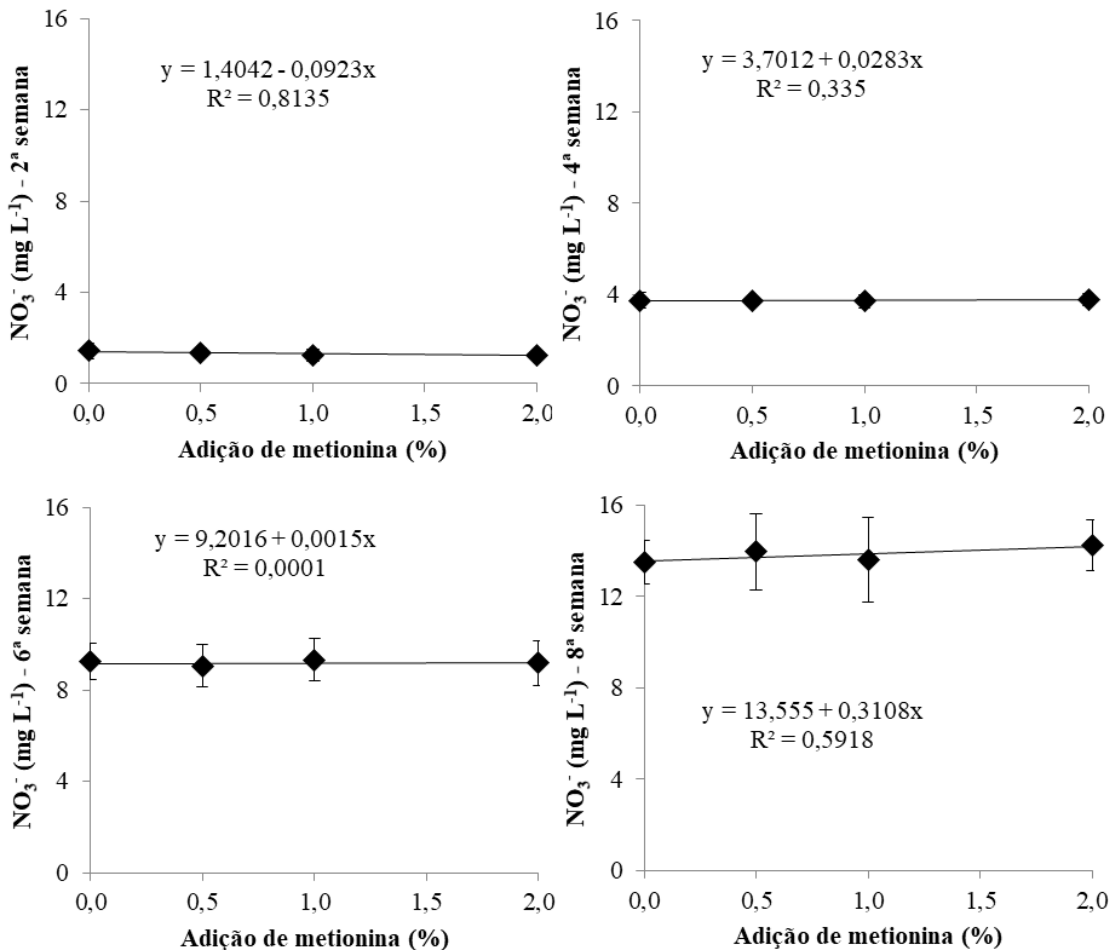 NO₃⁻ (mg L⁻¹) - 2ª semana
16
12
8
4
0
y = 1,4042 - 0,0923x
R² = 0,8135
0,0 0,5 1,0 1,5 2,0
Adição de metionina (%)
NO₃⁻ (mg L⁻¹) - 4ª semana
16
12
8
4
0
y = 3,7012 + 0,0283x
R² = 0,335
0,0 0,5 1,0 1,5 2,0
Adição de metionina (%)
NO₃⁻ (mg L⁻¹) - 6ª semana
16
12
8
4
0
y = 9,2016 + 0,0015x
R² = 0,0001
0,0 0,5 1,0 1,5 2,0
Adição de metionina (%)
NO₃⁻ (mg L⁻¹) - 8ª semana
16
12
8
4
0
y = 13,555 + 0,3108x
R² = 0,5918
0,0 0,5 1,0 1,5 2,0
Adição de metionina (%)